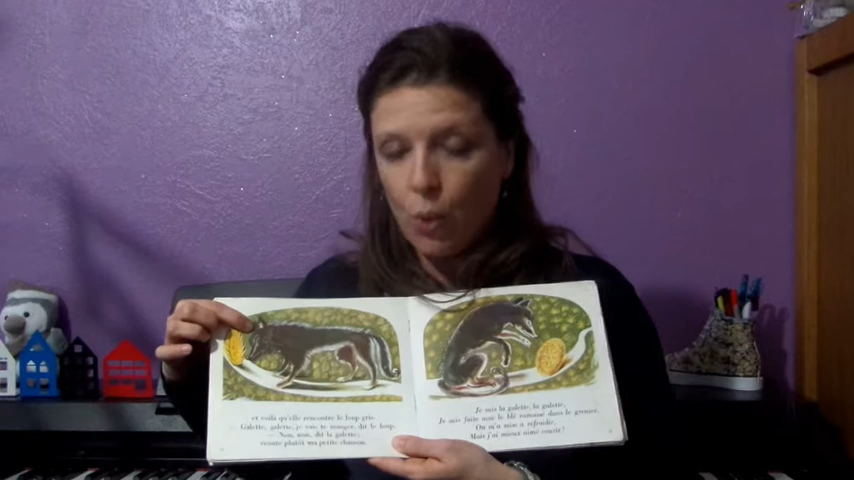 et voilà qu'elle rencontre le loup gris.
« Galette, galette, je vais te manger, dit le loup.
— Non, non, dit la galette,
écoute plutôt ma petite chanson.
Je suis la galette, la galette,
Je suis faite avec le blé ramassé dans le grenier.
On m'a mise à refroidir,
Mais j'ai mieux aimé courir !